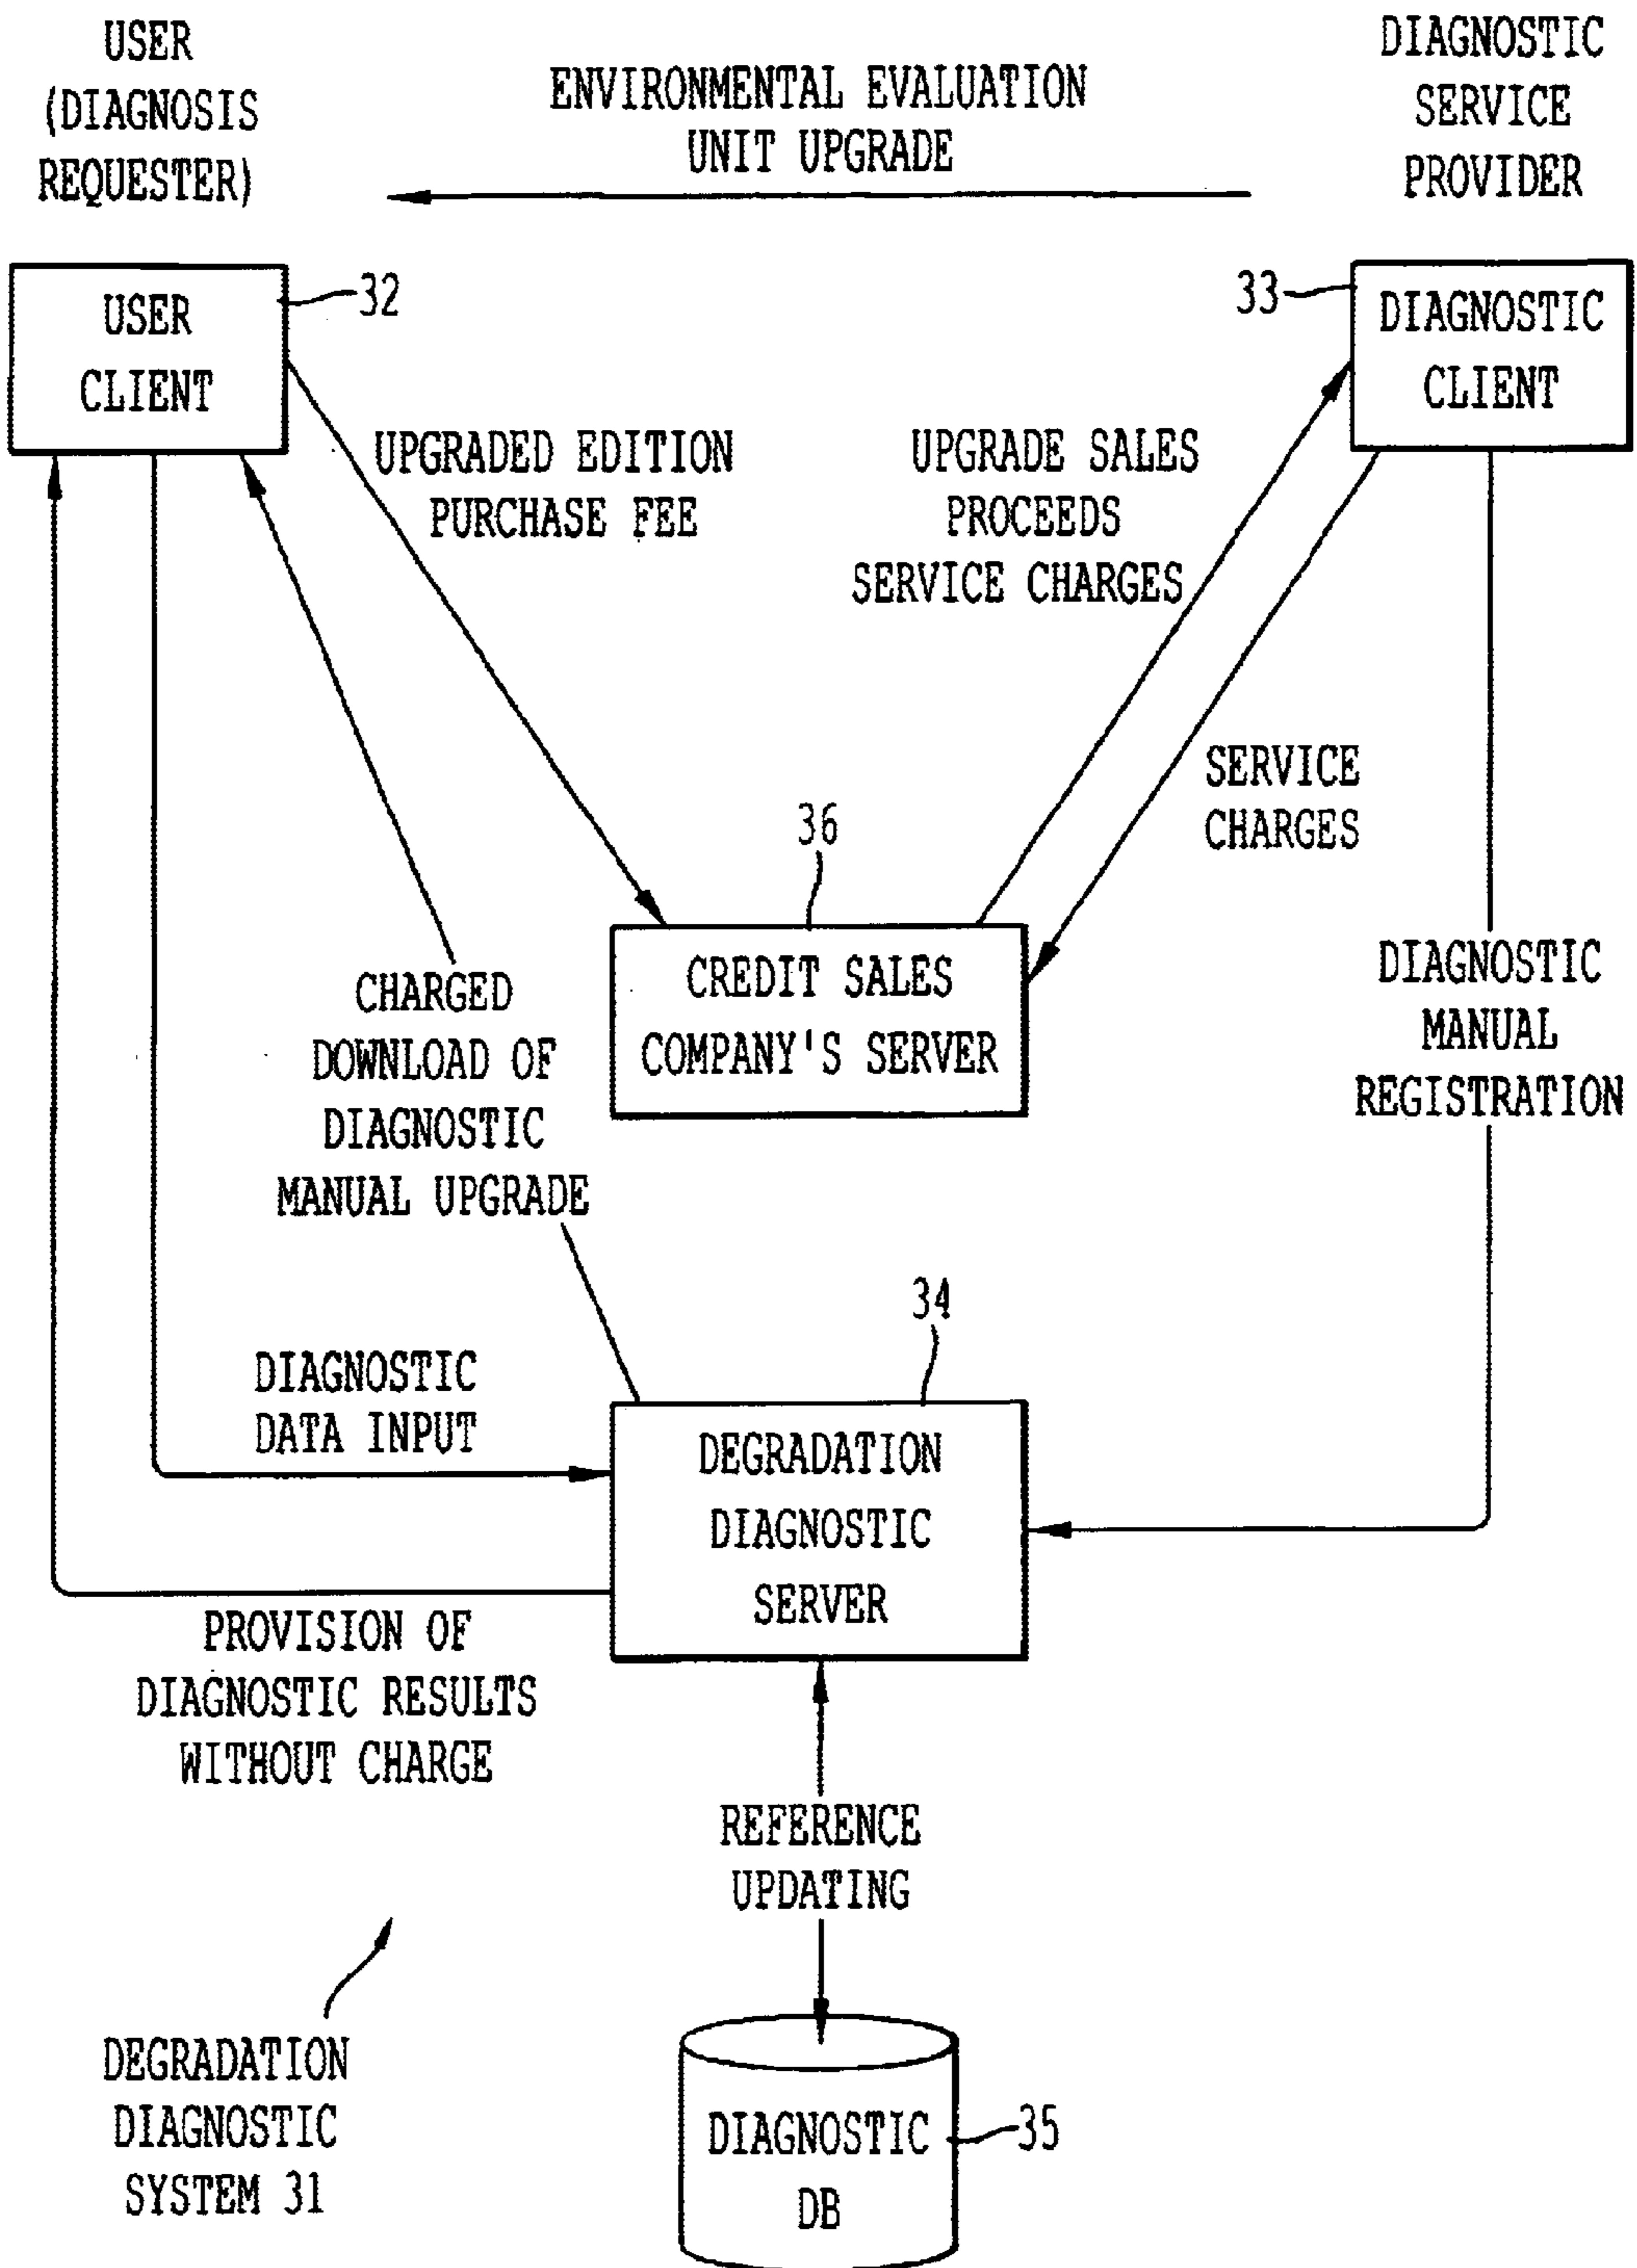 USER
(DIAGNOSIS
REQUESTER)
ENVIRONMENTAL EVALUATION
UNIT UPGRADE
DIAGNOSTIC
SERVICE
PROVIDER
USER
CLIENT
32
33
DIAGNOSTIC
CLIENT
UPGRADED EDITION
PURCHASE FEE
UPGRADE SALES
PROCEEDS
SERVICE CHARGES
SERVICE
CHARGES
36
CREDIT SALES
COMPANY'S SERVER
DIAGNOSTIC
MANUAL
REGISTRATION
CHARGED
DOWNLOAD OF
DIAGNOSTIC
MANUAL UPGRADE
34
DIAGNOSTIC
DATA INPUT
DEGRADATION
DIAGNOSTIC
SERVER
PROVISION OF
DIAGNOSTIC RESULTS
WITHOUT CHARGE
REFERENCE
UPDATING
DEGRADATION
DIAGNOSTIC
SYSTEM 31
DIAGNOSTIC
DB
35